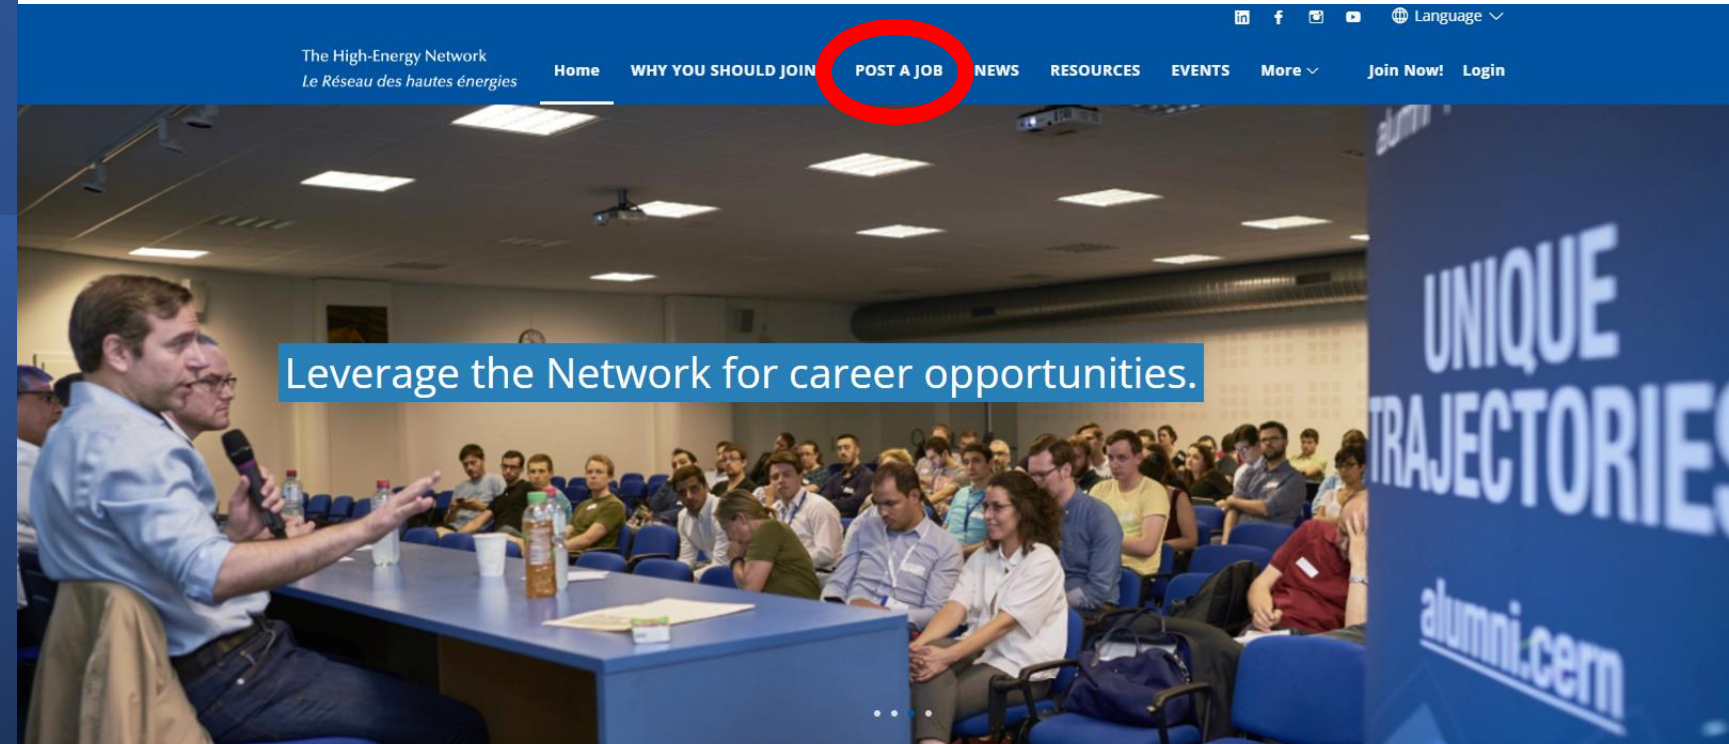 Language
The High-Energy Network
Le Réseau des hautes énergies
Home WHY YOU SHOULD JOIN POST A JOB NEWS RESOURCES EVENTS More Join Now! Login
Leverage the Network for career opportunities.
alumni
UNIQUE
TRAJECTORIES
alumni.cern